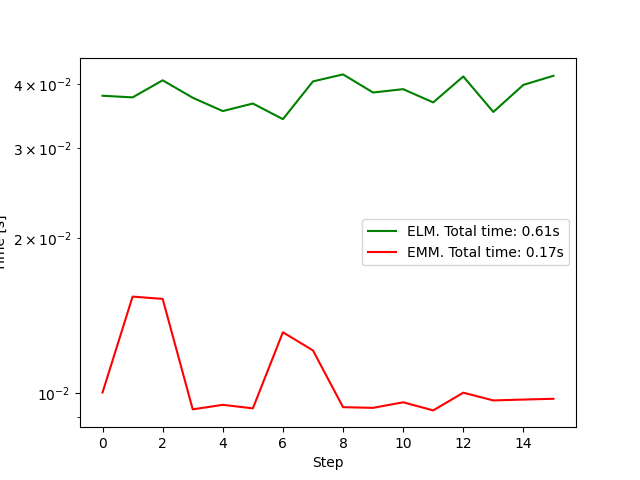 4 × 10⁻²
3 × 10⁻²
2 × 10⁻²
10⁻²
Time [s]
ELM. Total time: 0.61s
EMM. Total time: 0.17s
0 2 4 6 8 10 12 14
Step